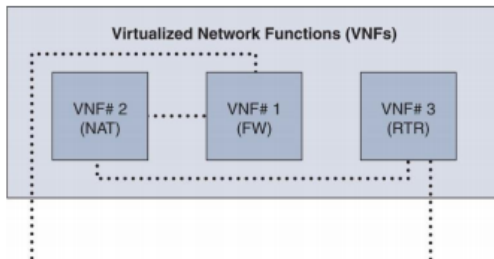 Virtualized Network Functions (VNFs)
VNF# 2
(NAT)
VNF# 1
(FW)
VNF# 3
(RTR)